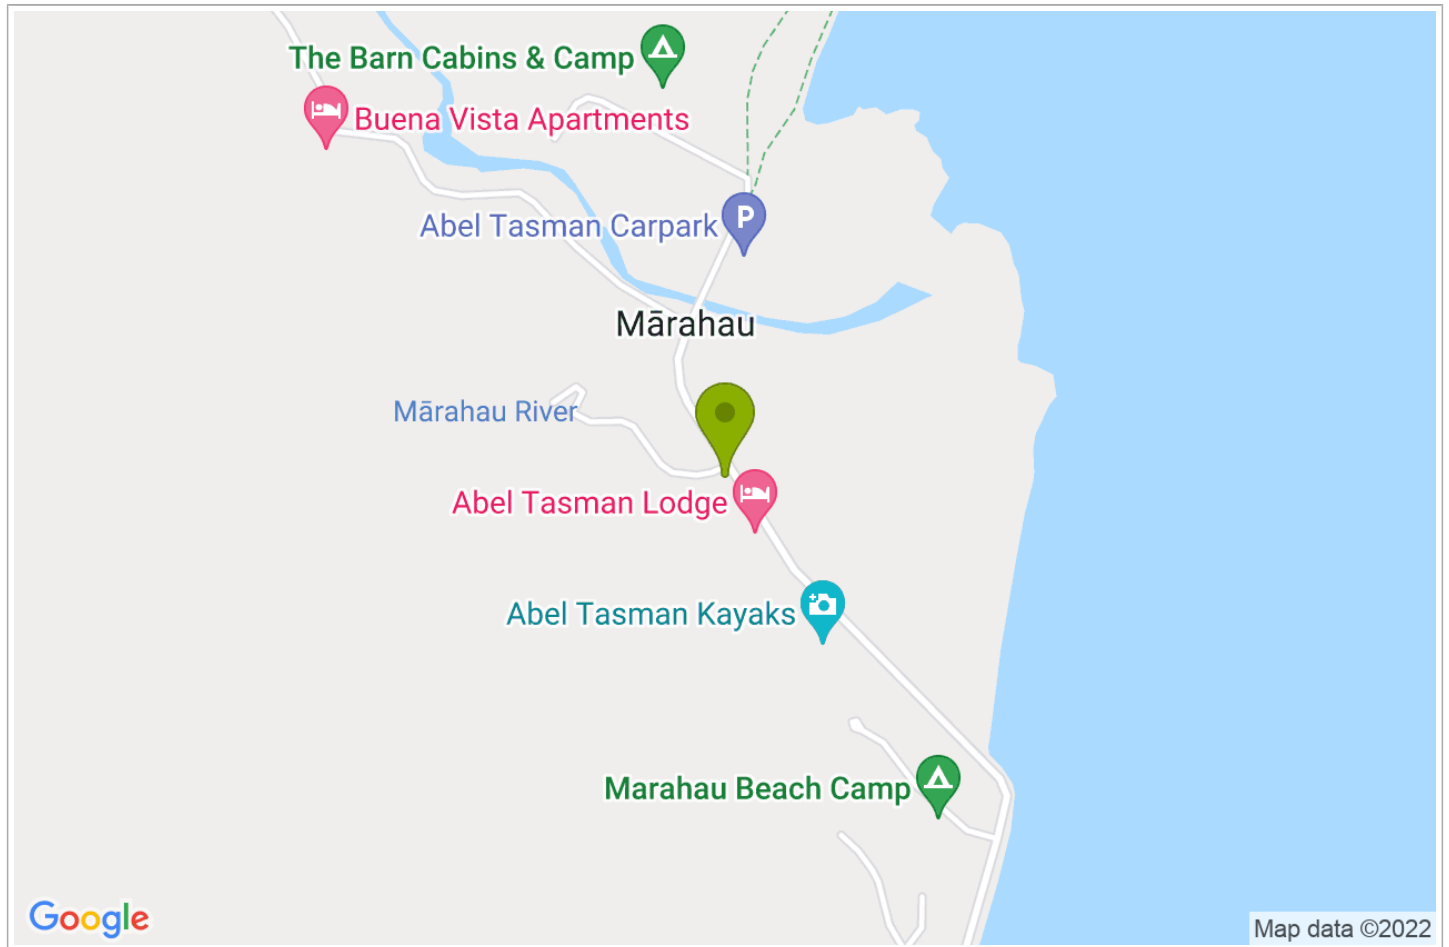 The Barn Cabins & Camp
Buena Vista Apartments
Abel Tasman Carpark
P
Mārahau
Mārahau River
Abel Tasman Lodge
Abel Tasman Kayaks
Marahau Beach Camp
Google
Map data ©2022